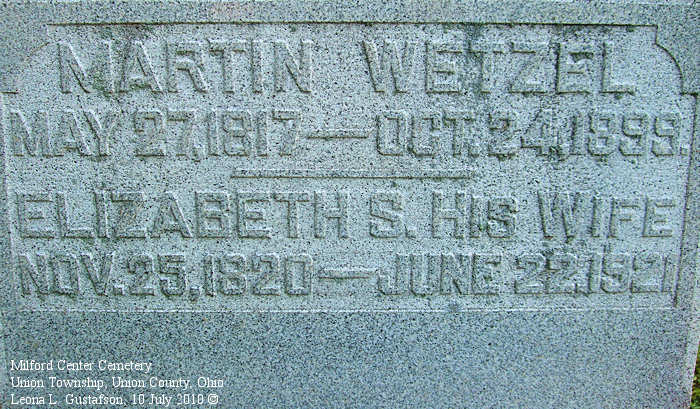 MARTIN WETZEL
MAY 27, 1817 — OCT. 24, 1899.
ELIZABETH S. HIS WIFE
NOV. 25, 1820 — JUNE 22, 1921
Milford Center Cemetery
Union Township, Union County, Ohio
Leona L. Gustafson, 10 July 2010 ©